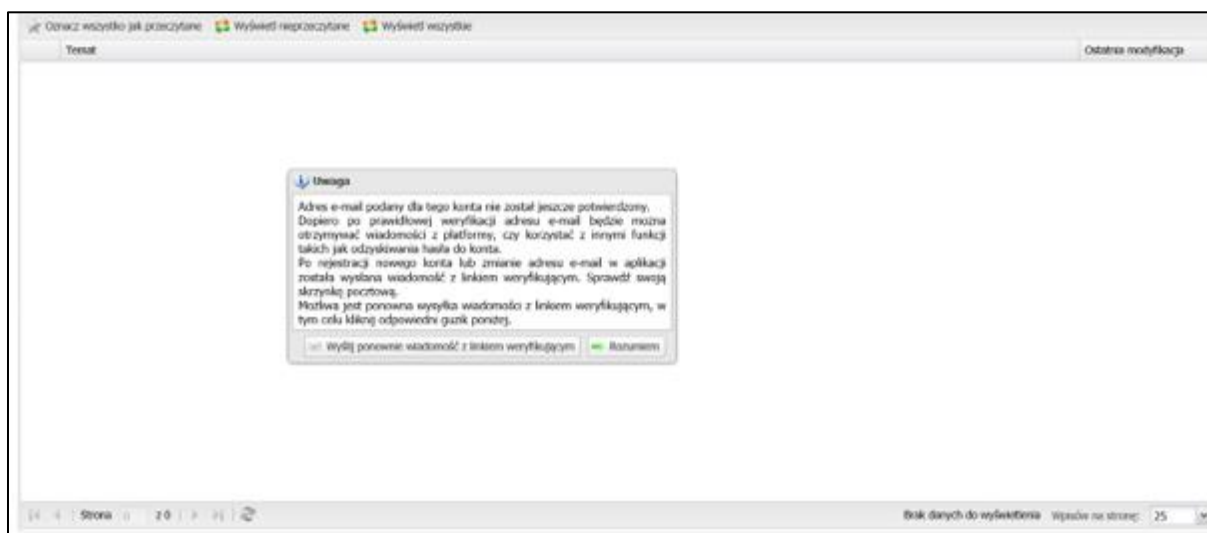 Oznacz wszystko jak przeczytane Wyświetl nieprzeczytane Wyświetl wszystkie
Temat Ostatnia modyfikacja
Uwaga
Adres e-mail podany dla tego konta nie został jeszcze potwierdzony.
Dopiero po prawidłowej weryfikacji adresu e-mail będzie można
otrzymywać wiadomości z platformy, czy korzystać z innymi funkcji
takich jak odzyskiwania hasła do konta.
Po rejestracji nowego konta lub zmianie adresu e-mail w aplikacji
została wysłana wiadomość z linkiem weryfikującym. Sprawdź swoją
skrzynkę pocztową.
Możliwa jest ponowna wysyłka wiadomości z linkiem weryfikującym, w
tym celu kliknij odpowiedni guzik poniżej.
Wyślij ponownie wiadomość z linkiem weryfikującym Rozumiem
Strona z 0 Brak danych do wyświetlenia Wpisów na stronę: 25